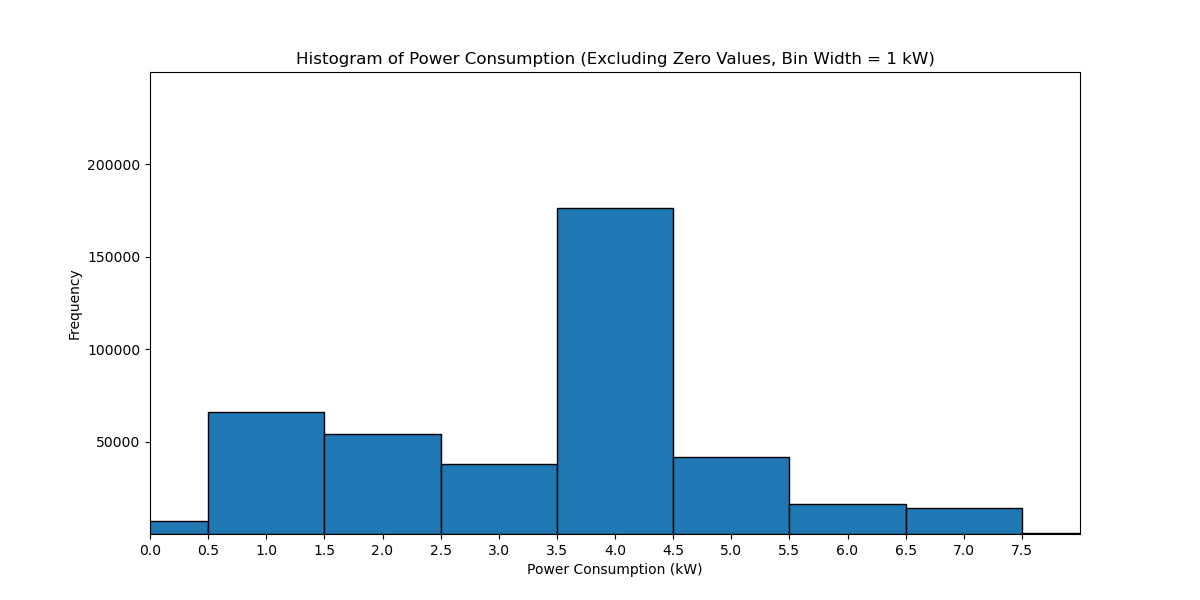 Histogram of Power Consumption (Excluding Zero Values, Bin Width = 1 kW)
200000
150000
100000
50000
Frequency
0.0 0.5 1.0 1.5 2.0 2.5 3.0 3.5 4.0 4.5 5.0 5.5 6.0 6.5 7.0 7.5
Power Consumption (kW)